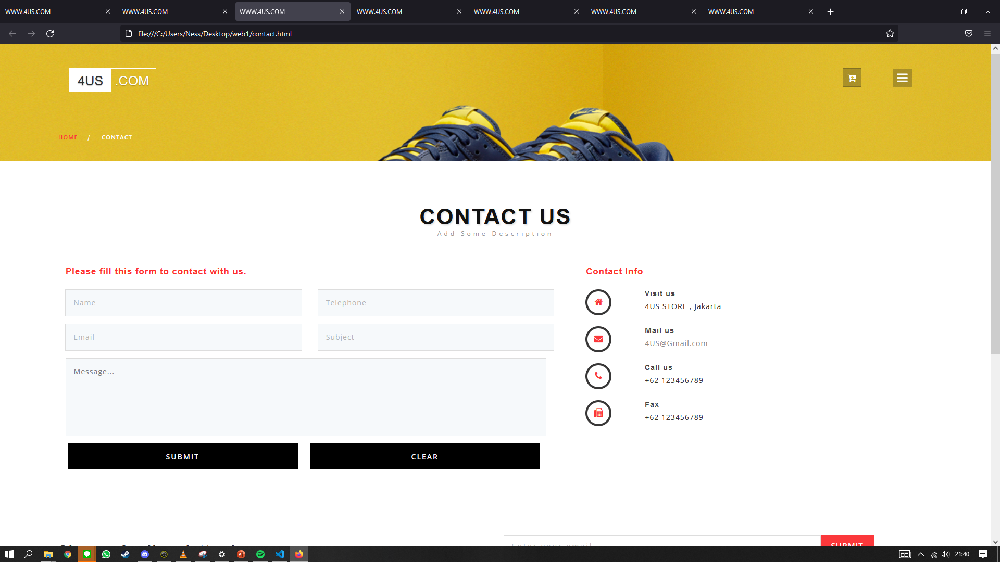 WWW.4US.COM
WWW.4US.COM
WWW.4US.COM
WWW.4US.COM
WWW.4US.COM
WWW.4US.COM
WWW.4US.COM
file:///C:/Users/Ness/Desktop/web1/contact.html
4US .COM
HOME / CONTACT
CONTACT US
Add Some Description
Please fill this form to contact with us.
Contact Info
Name
Telephone
Visit us
4US STORE , Jakarta
Email
Subject
Mail us
4US@Gmail.com
Message...
Call us
+62 123456789
Fax
+62 123456789
SUBMIT
CLEAR
Enter your email
SUBMIT
21:40